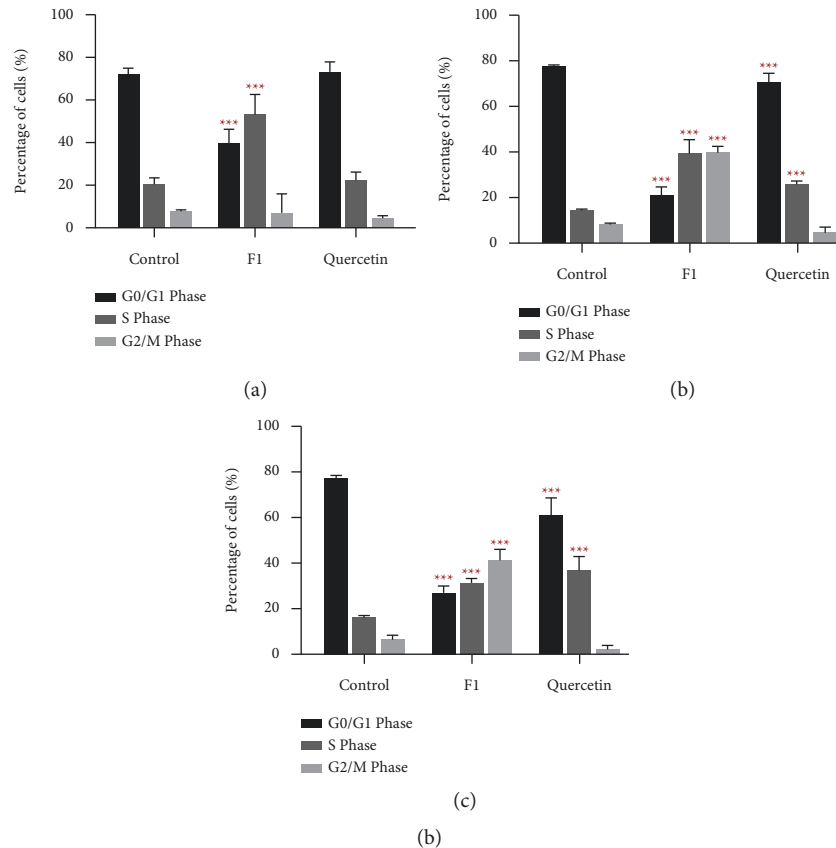 100
80
60
40
20
0
Percentage of cells (%)
***
***
Control
F1
Quercetin
G0/G1 Phase
S Phase
G2/M Phase
(a)
100
80
60
40
20
0
Percentage of cells (%)
***
***
***
***
***
Control
F1
Quercetin
G0/G1 Phase
S Phase
G2/M Phase
(b)
100
80
60
40
20
0
Percentage of cells (%)
***
***
***
***
***
Control
F1
Quercetin
G0/G1 Phase
S Phase
G2/M Phase
(c)
(b)